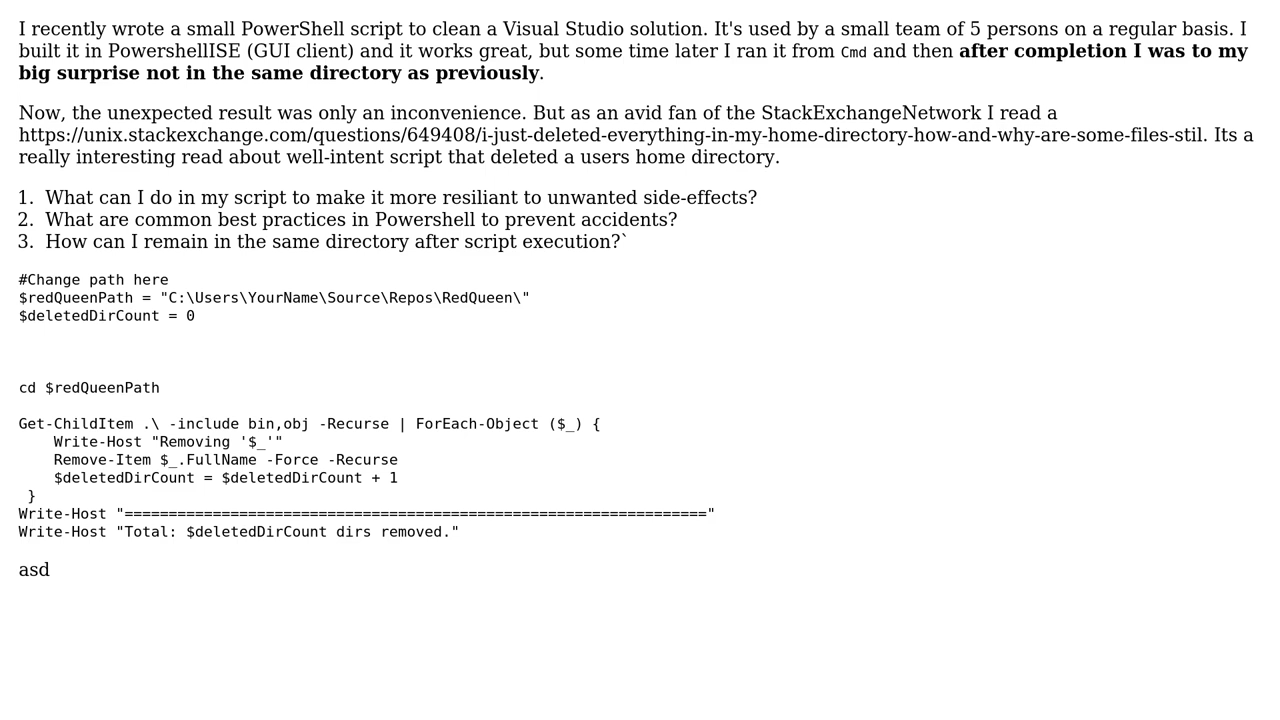 I recently wrote a small PowerShell script to clean a Visual Studio solution. It's used by a small team of 5 persons on a regular basis. I
built it in PowershellISE (GUI client) and it works great, but some time later I ran it from Cmd and then after completion I was to my
big surprise not in the same directory as previously.
Now, the unexpected result was only an inconvenience. But as an avid fan of the StackExchangeNetwork I read a
https://unix.stackexchange.com/questions/649408/i-just-deleted-everything-in-my-home-directory-how-and-why-are-some-files-stil. Its a
really interesting read about well-intent script that deleted a users home directory.
1. What can I do in my script to make it more resiliant to unwanted side-effects?
2. What are common best practices in Powershell to prevent accidents?
3. How can I remain in the same directory after script execution?`
#Change path here
$redQueenPath = "C:\Users\YourName\Source\Repos\RedQueen\"
$deletedDirCount = 0
cd $redQueenPath
Get-ChildItem .\ -include bin,obj -Recurse | ForEach-Object ($_) {
    Write-Host "Removing '$_'"
    Remove-Item $_.FullName -Force -Recurse
    $deletedDirCount = $deletedDirCount + 1
 }
Write-Host "=================================================================="
Write-Host "Total: $deletedDirCount dirs removed."
asd